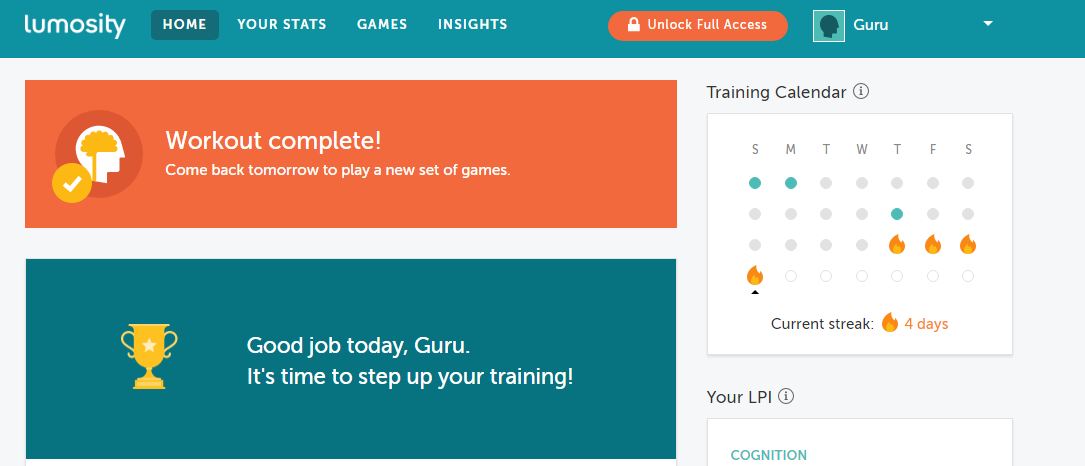 lumosity HOME YOUR STATS GAMES INSIGHTS Unlock Full Access Guru
Workout complete!
Come back tomorrow to play a new set of games.
Good job today, Guru.
It's time to step up your training!
Training Calendar
S M T W T F S
Current streak: 4 days
Your LPI
COGNITION